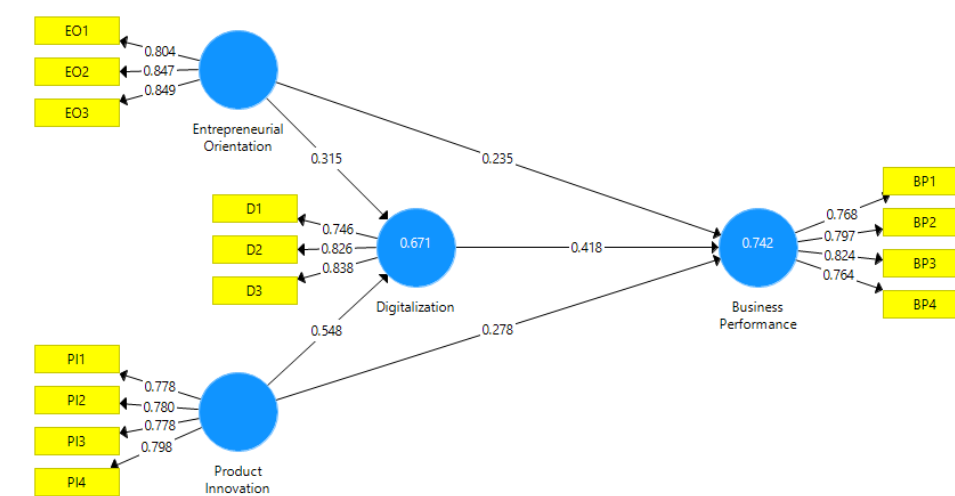 EO1
EO2
EO3
0.804
0.847
0.849
Entrepreneurial
Orientation
0.315
0.235
D1
D2
D3
0.746
0.826
0.838
0.671
Digitalization
0.418
0.742
Business
Performance
BP1
BP2
BP3
BP4
0.768
0.797
0.824
0.764
0.548
0.278
PI1
PI2
PI3
PI4
0.778
0.780
0.778
0.798
Product
Innovation